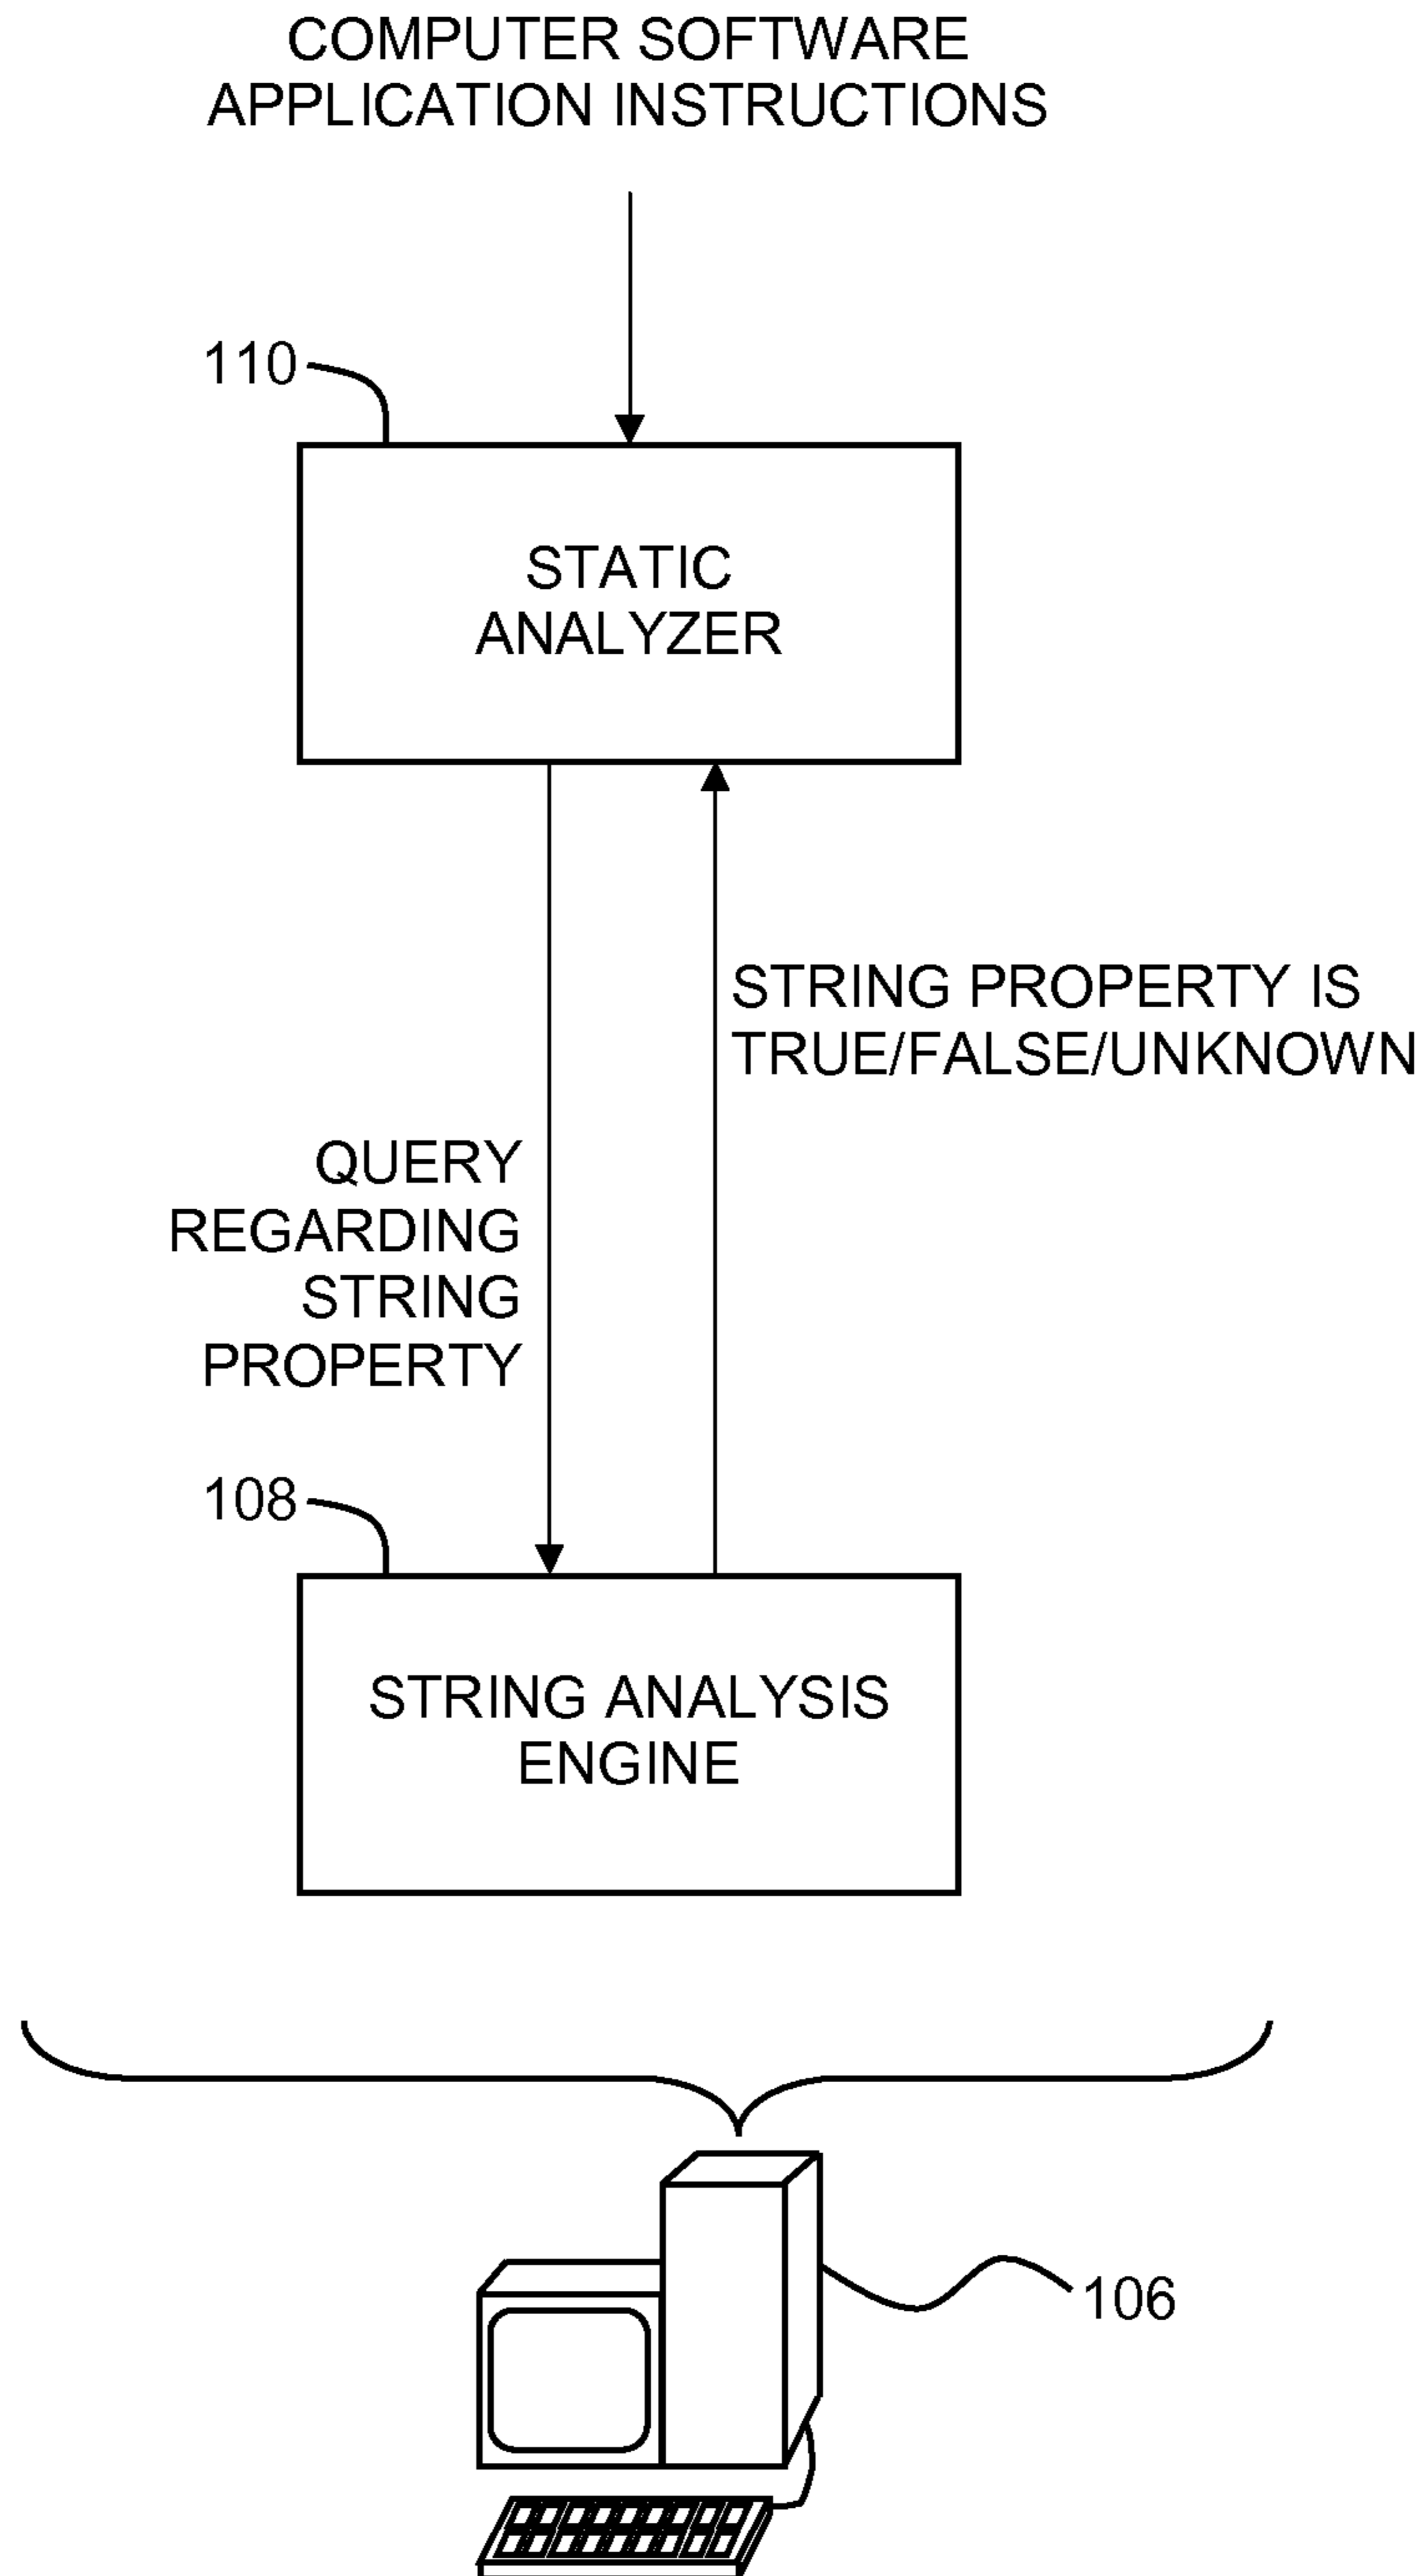 COMPUTER SOFTWARE
APPLICATION INSTRUCTIONS
110
STATIC
ANALYZER
STRING PROPERTY IS
TRUE/FALSE/UNKNOWN
QUERY
REGARDING
STRING
PROPERTY
108
STRING ANALYSIS
ENGINE
106